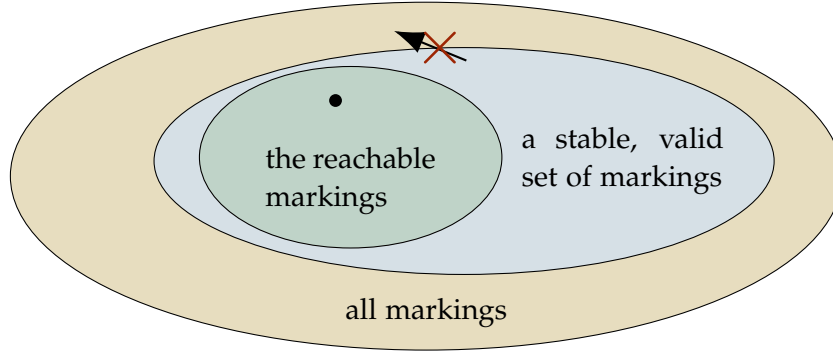 the reachable
markings
a stable, valid
set of markings
all markings